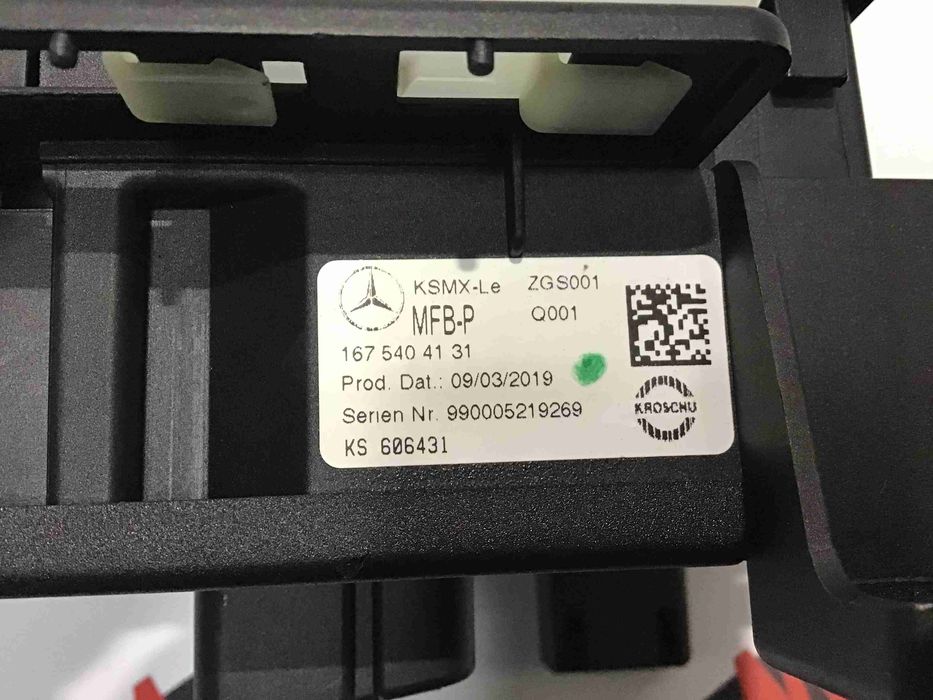 KSMX-Le ZGS001
MFB-P Q001
167 540 41 31
Prod. Dat.: 09/03/2019
Serien Nr. 990005219269
KROSCHU
KS 606431